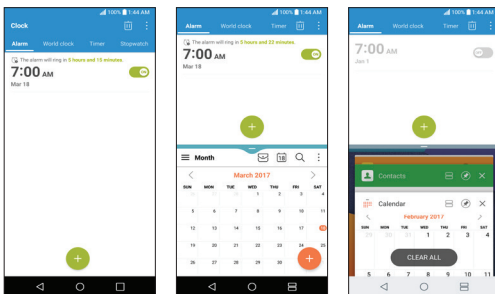 100% 1:44 AM
Clock
Alarm World clock Timer Stopwatch
The alarm will ring in 5 hours and 15 minutes.
7:00 AM
ON
Mar 18
100% 1:44 AM
Alarm World clock Timer
The alarm will ring in 5 hours and 22 minutes.
7:00 AM
ON
Mar 18
Month 18
March 2017
SUN MON TUE WED THU FRI SAT
1 2 3 4
5 6 7 8 9 10 11
12 13 14 15 16 17 18
19 20 21 22 23 24 25
26 27 28 29 30
100% 1:44 AM
Alarm World clock Timer
7:00 AM
OFF
Jan 1
Contacts
Calendar
February 2017
SUN MON TUE WED THU FRI SAT
1 2 3 4
CLEAR ALL
5 6 7 8 9 10 11